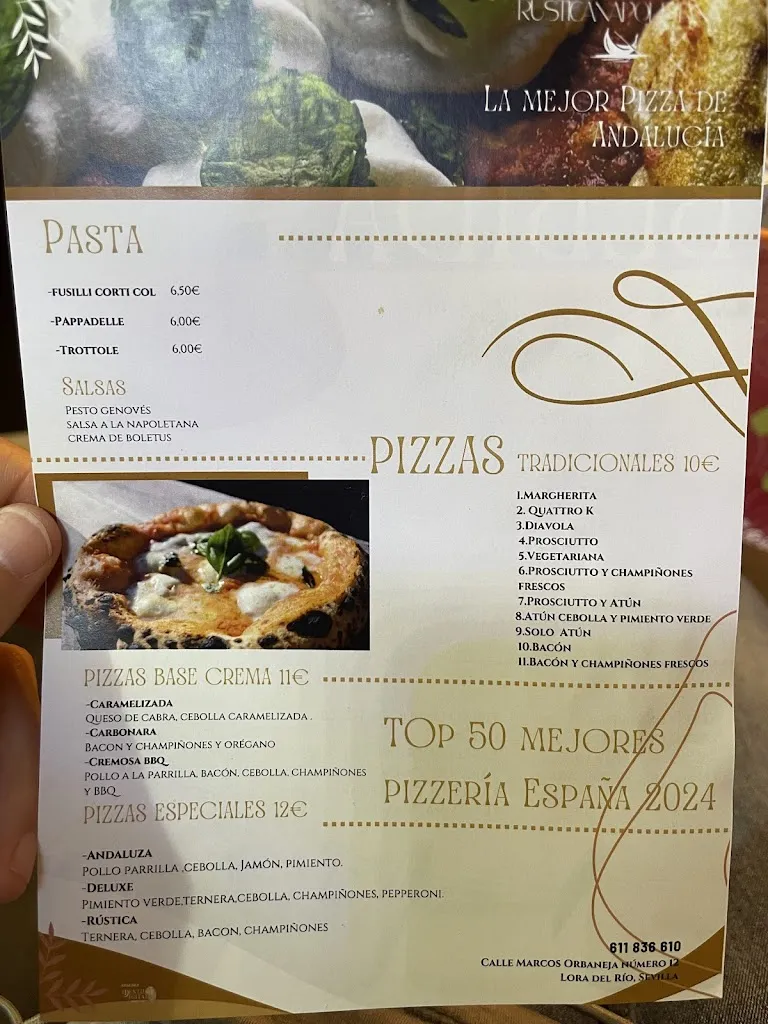 LA MEJOR PIZZA DE
ANDALUCÍA
PASTA
-FUSILLI CORTI COL 6,50€
-PAPPADELLE 6,00€
-TROTTOLE 6,00€
SALSAS
PESTO GENOVÉS
SALSA A LA NAPOLETANA
CREMA DE BOLETUS
PIZZAS TRADICIONALES 10€
1.MARGHERITA
2. QUATTRO K
3.DIAVOLA
4.PROSCIUTTO
5.VEGETARIANA
6.PROSCIUTTO Y CHAMPIÑONES
FRESCOS
7.PROSCIUTTO Y ATÚN
8.ATÚN CEBOLLA Y PIMIENTO VERDE
9.SOLO ATÚN
10.BACÓN
11.BACÓN Y CHAMPIÑONES FRESCOS
PIZZAS BASE CREMA 11€
-CARAMELIZADA
QUESO DE CABRA, CEBOLLA CARAMELIZADA .
-CARBONARA
BACON Y CHAMPIÑONES Y ORÉGANO
-CREMOSA BBQ
POLLO A LA PARRILLA, BACÓN, CEBOLLA, CHAMPIÑONES
Y BBQ.
TOP 50 MEJORES
PIZZERÍA ESPAÑA 2024
PIZZAS ESPECIALES 12€
-ANDALUZA
POLLO PARRILLA ,CEBOLLA, JAMÓN, PIMIENTO.
-DELUXE
PIMIENTO VERDE,TERNERA,CEBOLLA, CHAMPIÑONES, PEPPERONI.
-RÚSTICA
TERNERA, CEBOLLA, BACON, CHAMPIÑONES
611 836 610
CALLE MARCOS ORBANEJA NÚMERO 12
LORA DEL RÍO, SEVILLA